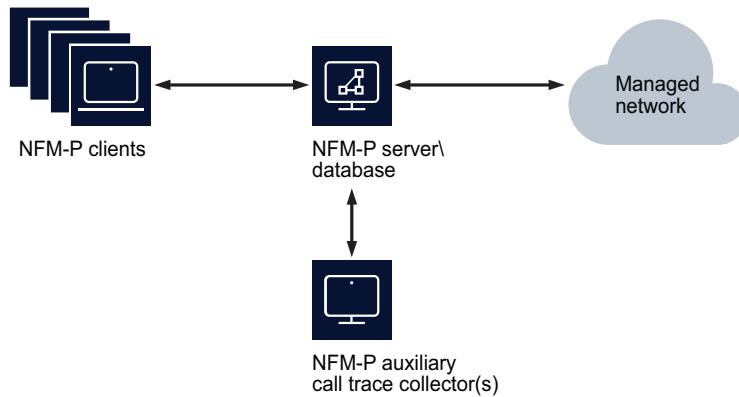 Managed
network
NFM-P clients
NFM-P server\
database
NFM-P auxiliary
call trace collector(s)